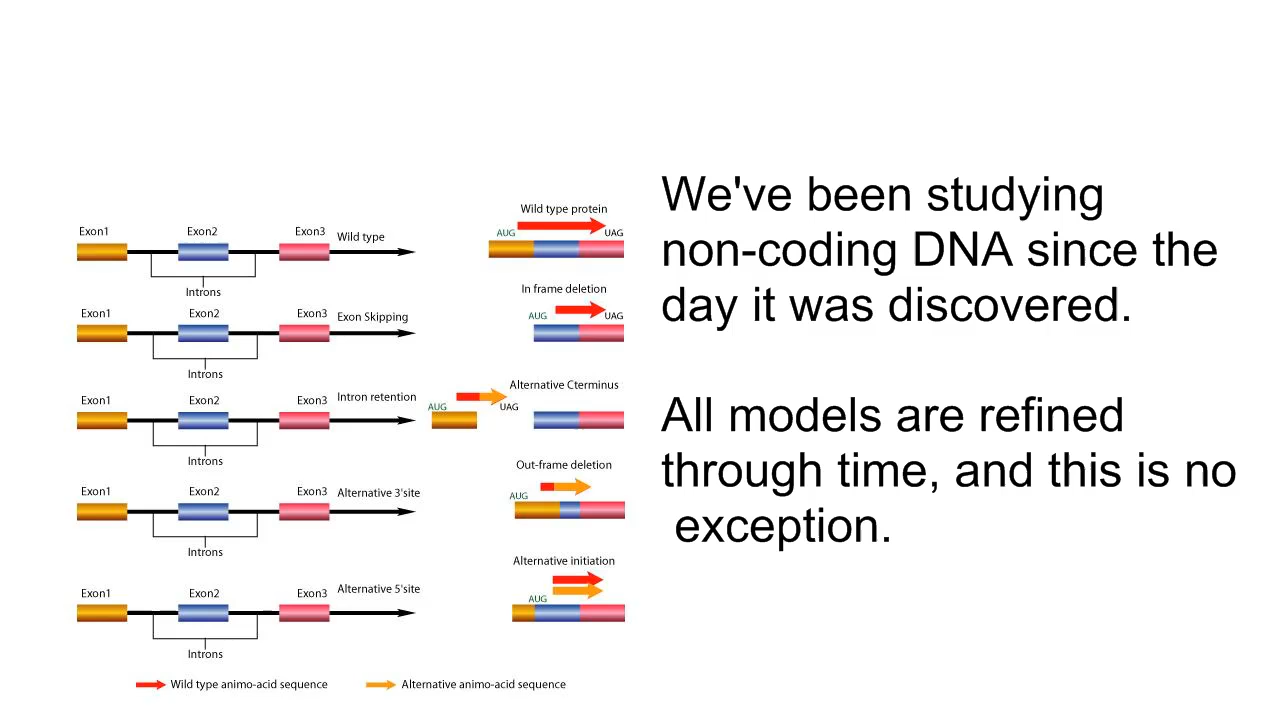 Exon1 Exon2 Exon3 Wild type
Introns
Wild type protein
AUG UAG
Exon1 Exon2 Exon3 Exon Skipping
Introns
In frame deletion
AUG UAG
Exon1 Exon2 Exon3 Intron retention
Introns
Alternative Cterminus
AUG UAG
Exon1 Exon2 Exon3 Alternative 3'site
Introns
Out-frame deletion
AUG
Exon1 Exon2 Exon3 Alternative 5'site
Introns
Alternative initiation
AUG
Wild type animo-acid sequence
Alternative animo-acid sequence
We've been studying
non-coding DNA since the
day it was discovered.
All models are refined
through time, and this is no
exception.